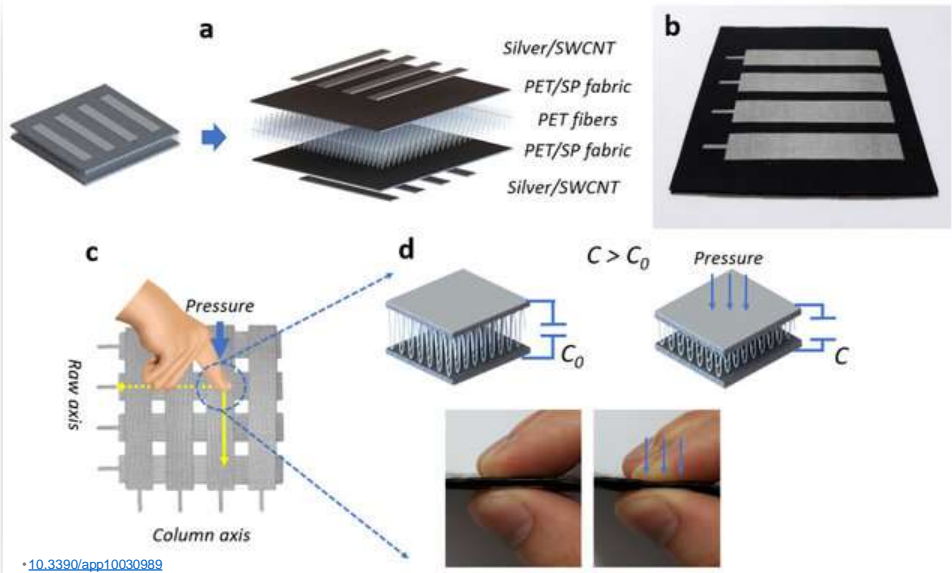 a
Silver/SWCNT
PET/SP fabric
PET fibers
PET/SP fabric
Silver/SWCNT
b
c
Pressure
Raw axis
Column axis
d
C > C0
Pressure
C0
C
• 10.3390/app10030989